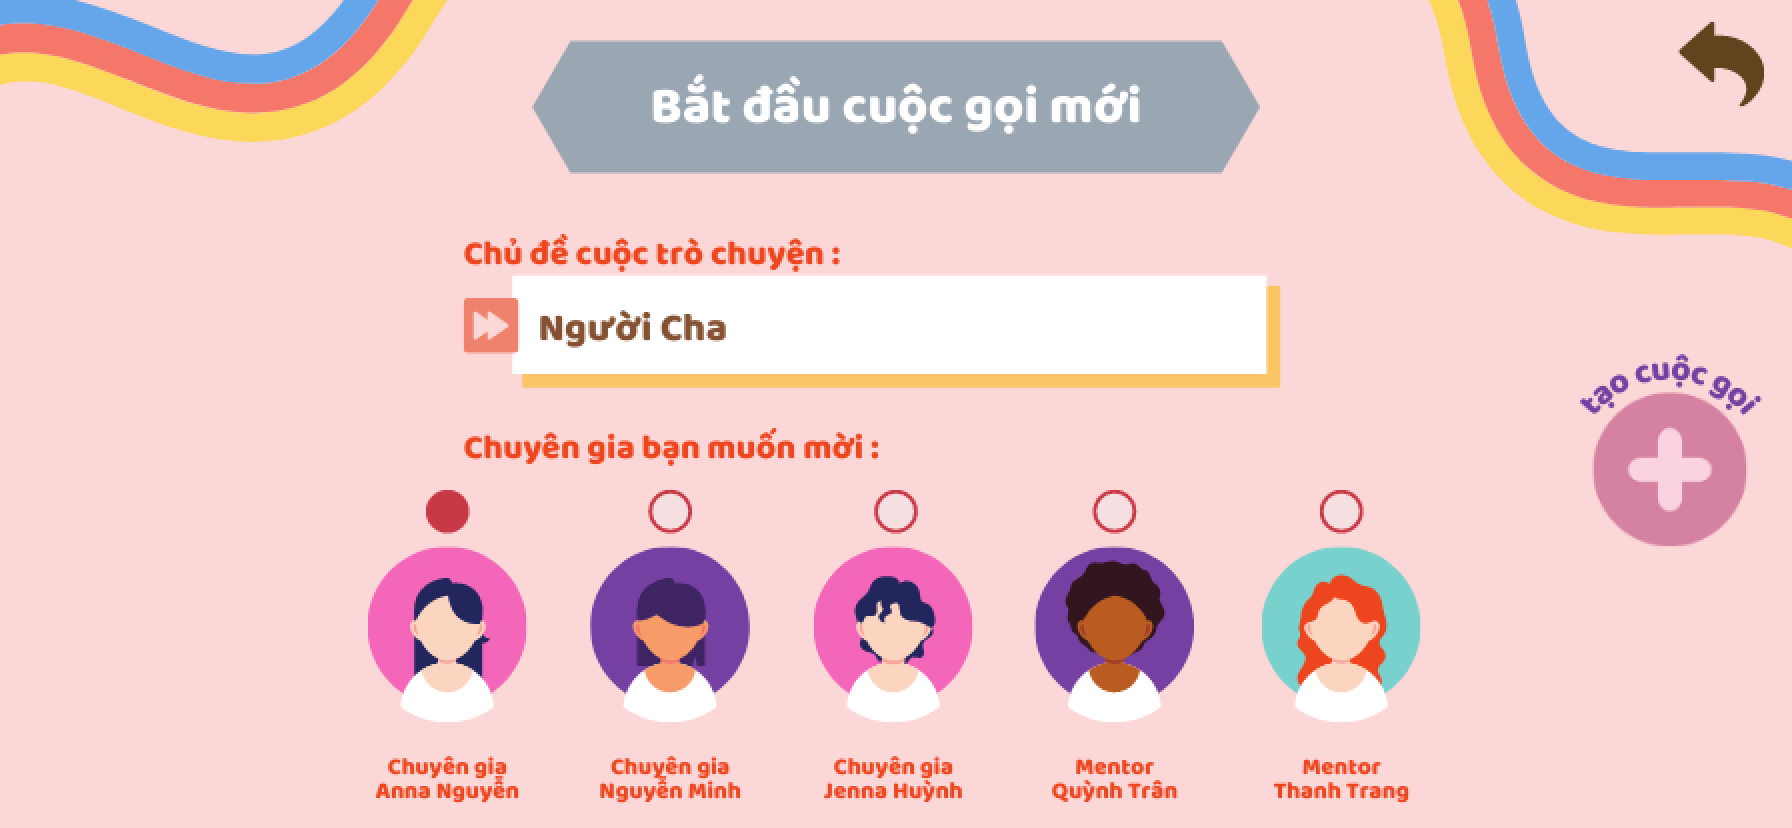 Bắt đầu cuộc gọi mới
Chủ đề cuộc trò chuyện :
Người Cha
tạo cuộc gọi
Chuyên gia bạn muốn mời :
Chuyên gia
Anna Nguyễn
Chuyên gia
Nguyễn Minh
Chuyên gia
Jenna Huỳnh
Mentor
Quỳnh Trân
Mentor
Thanh Trang